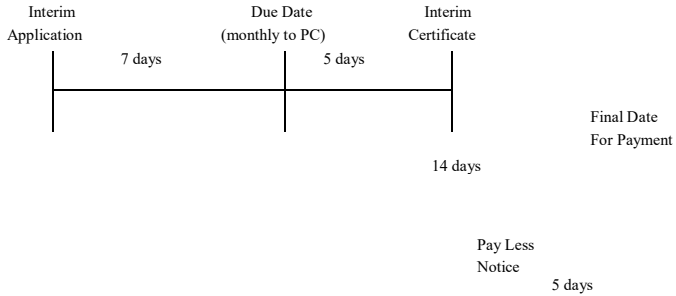 Interim
Application
Due Date
(monthly to PC)
Interim
Certificate
7 days
5 days
Final Date
For Payment
14 days
Pay Less
Notice
5 days